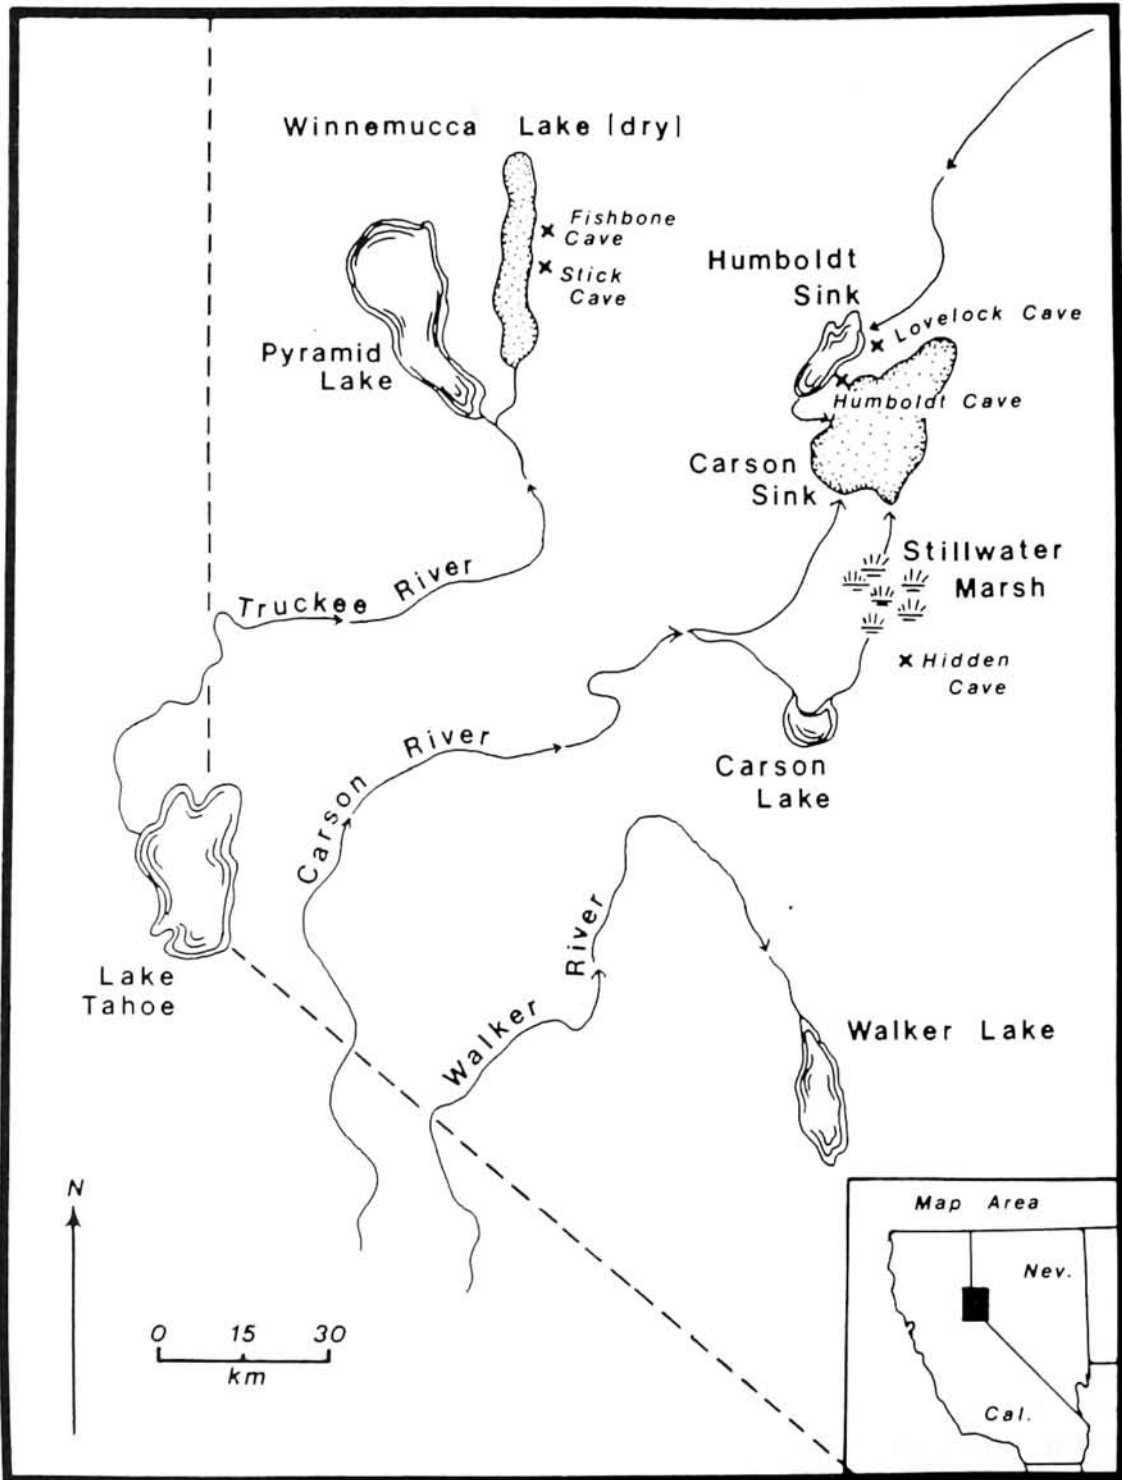 Winnemucca Lake (dry)
Fishbone
Cave
Stick
Cave
Humboldt
Sink
Lovelock Cave
Pyramid
Lake
Humboldt Cave
Carson
Sink
Stillwater
Marsh
Truckee River
Hidden
Cave
Carson River
Carson
Lake
Lake
Tahoe
Walker River
Walker Lake
N
0 15 30
km
Map Area
Nev.
Cal.